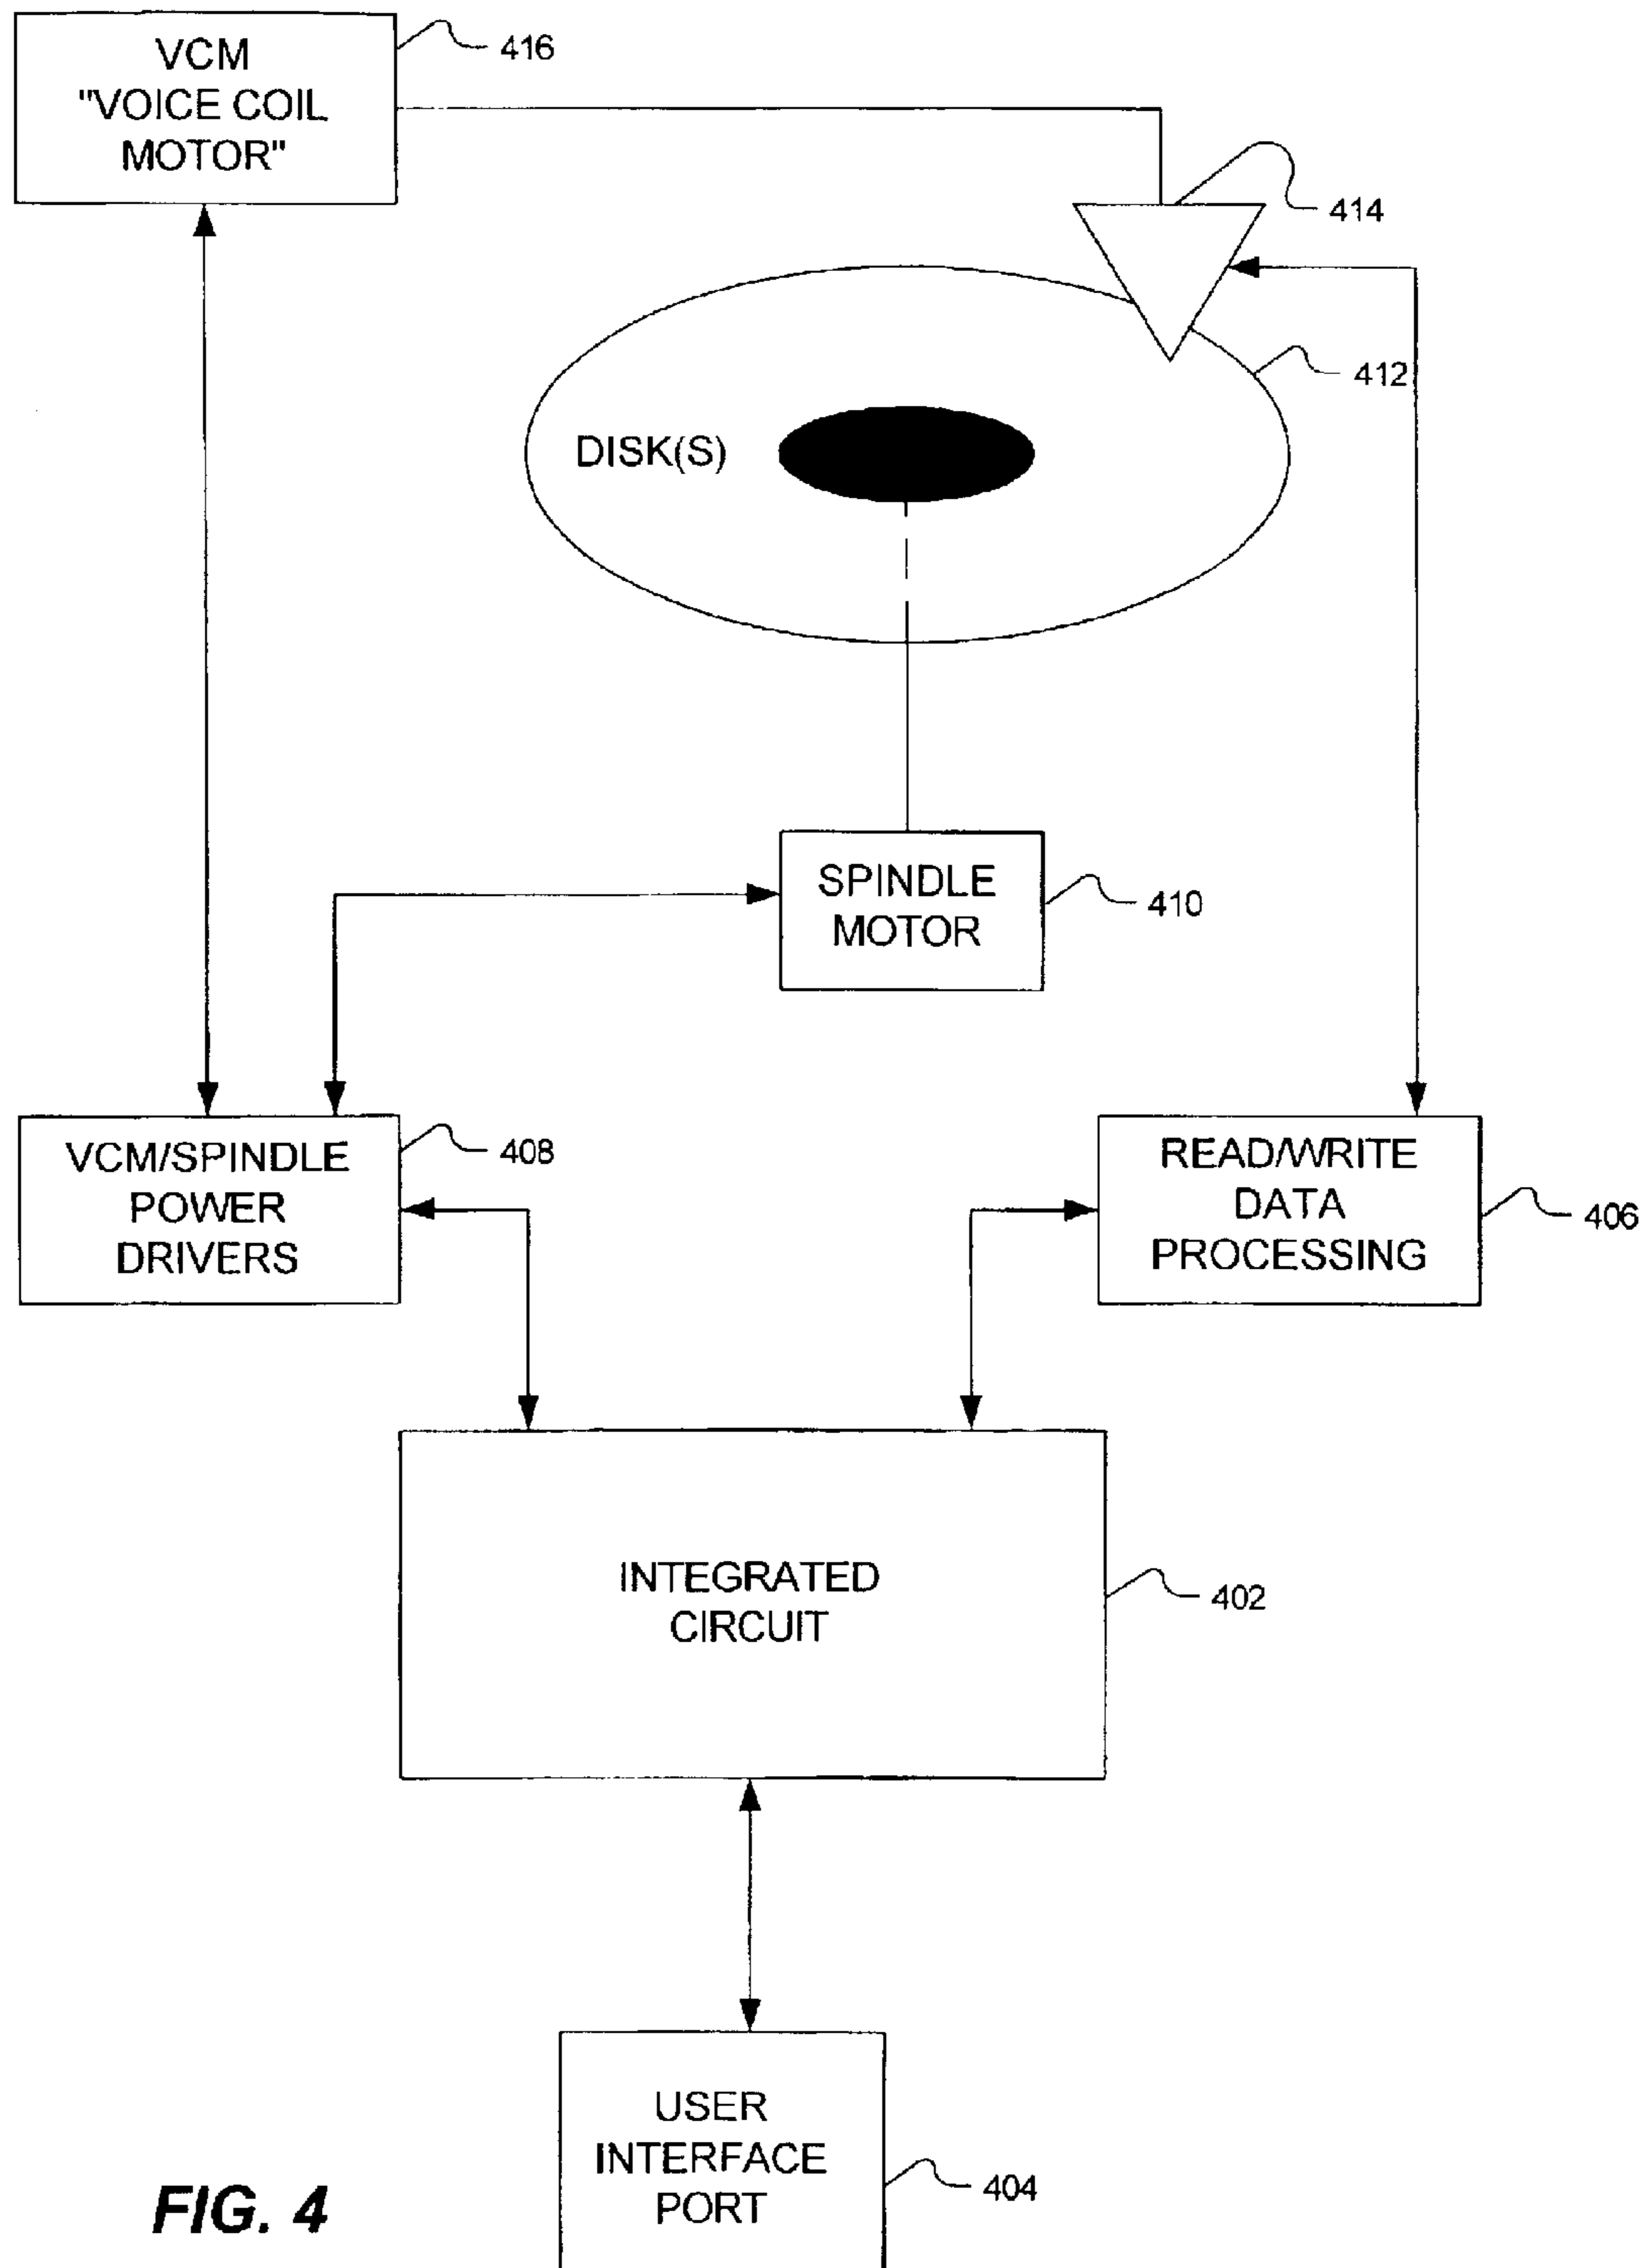 VCM
"VOICE COIL
MOTOR"
416
414
412
DISK(S)
SPINDLE
MOTOR
410
VCM/SPINDLE
POWER
DRIVERS
408
READ/WRITE
DATA
PROCESSING
406
INTEGRATED
CIRCUIT
402
USER
INTERFACE
PORT
404
FIG. 4